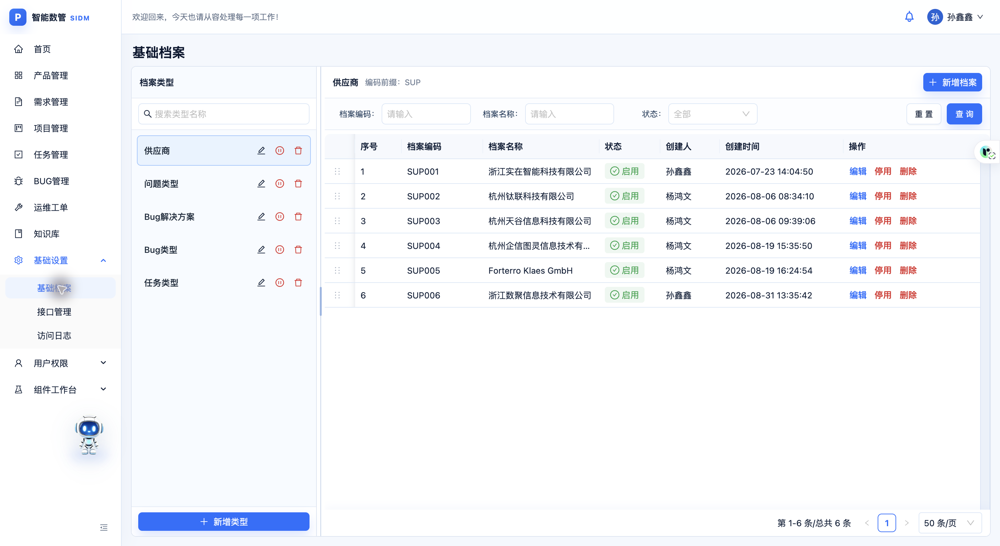 P 智能数管 SIDM
欢迎回来，今天也请从容处理每一项工作！
孙 孙鑫鑫
首页
产品管理
需求管理
项目管理
任务管理
BUG管理
运维工单
知识库
基础设置
基础档案
接口管理
访问日志
用户权限
组件工作台
基础档案
档案类型
搜索类型名称
供应商
问题类型
Bug解决方案
Bug类型
任务类型
新增类型
供应商 编码前缀：SUP
新增档案
档案编码： 请输入 档案名称： 请输入 状态： 全部 重 置 查 询
序号 档案编码 档案名称 状态 创建人 创建时间 操作
1 SUP001 浙江实在智能科技有限公司 启用 孙鑫鑫 2026-07-23 14:04:50 编辑 停用 删除
2 SUP002 杭州钛联科技有限公司 启用 杨鸿文 2026-08-06 08:34:10 编辑 停用 删除
3 SUP003 杭州天谷信息科技有限公司 启用 杨鸿文 2026-08-06 09:39:06 编辑 停用 删除
4 SUP004 杭州企信图灵信息技术有... 启用 杨鸿文 2026-08-19 15:35:50 编辑 停用 删除
5 SUP005 Forterro Klaes GmbH 启用 杨鸿文 2026-08-19 16:24:54 编辑 停用 删除
6 SUP006 浙江数聚信息技术有限公司 启用 孙鑫鑫 2026-08-31 13:35:42 编辑 停用 删除
第 1-6 条/总共 6 条 1 50 条/页